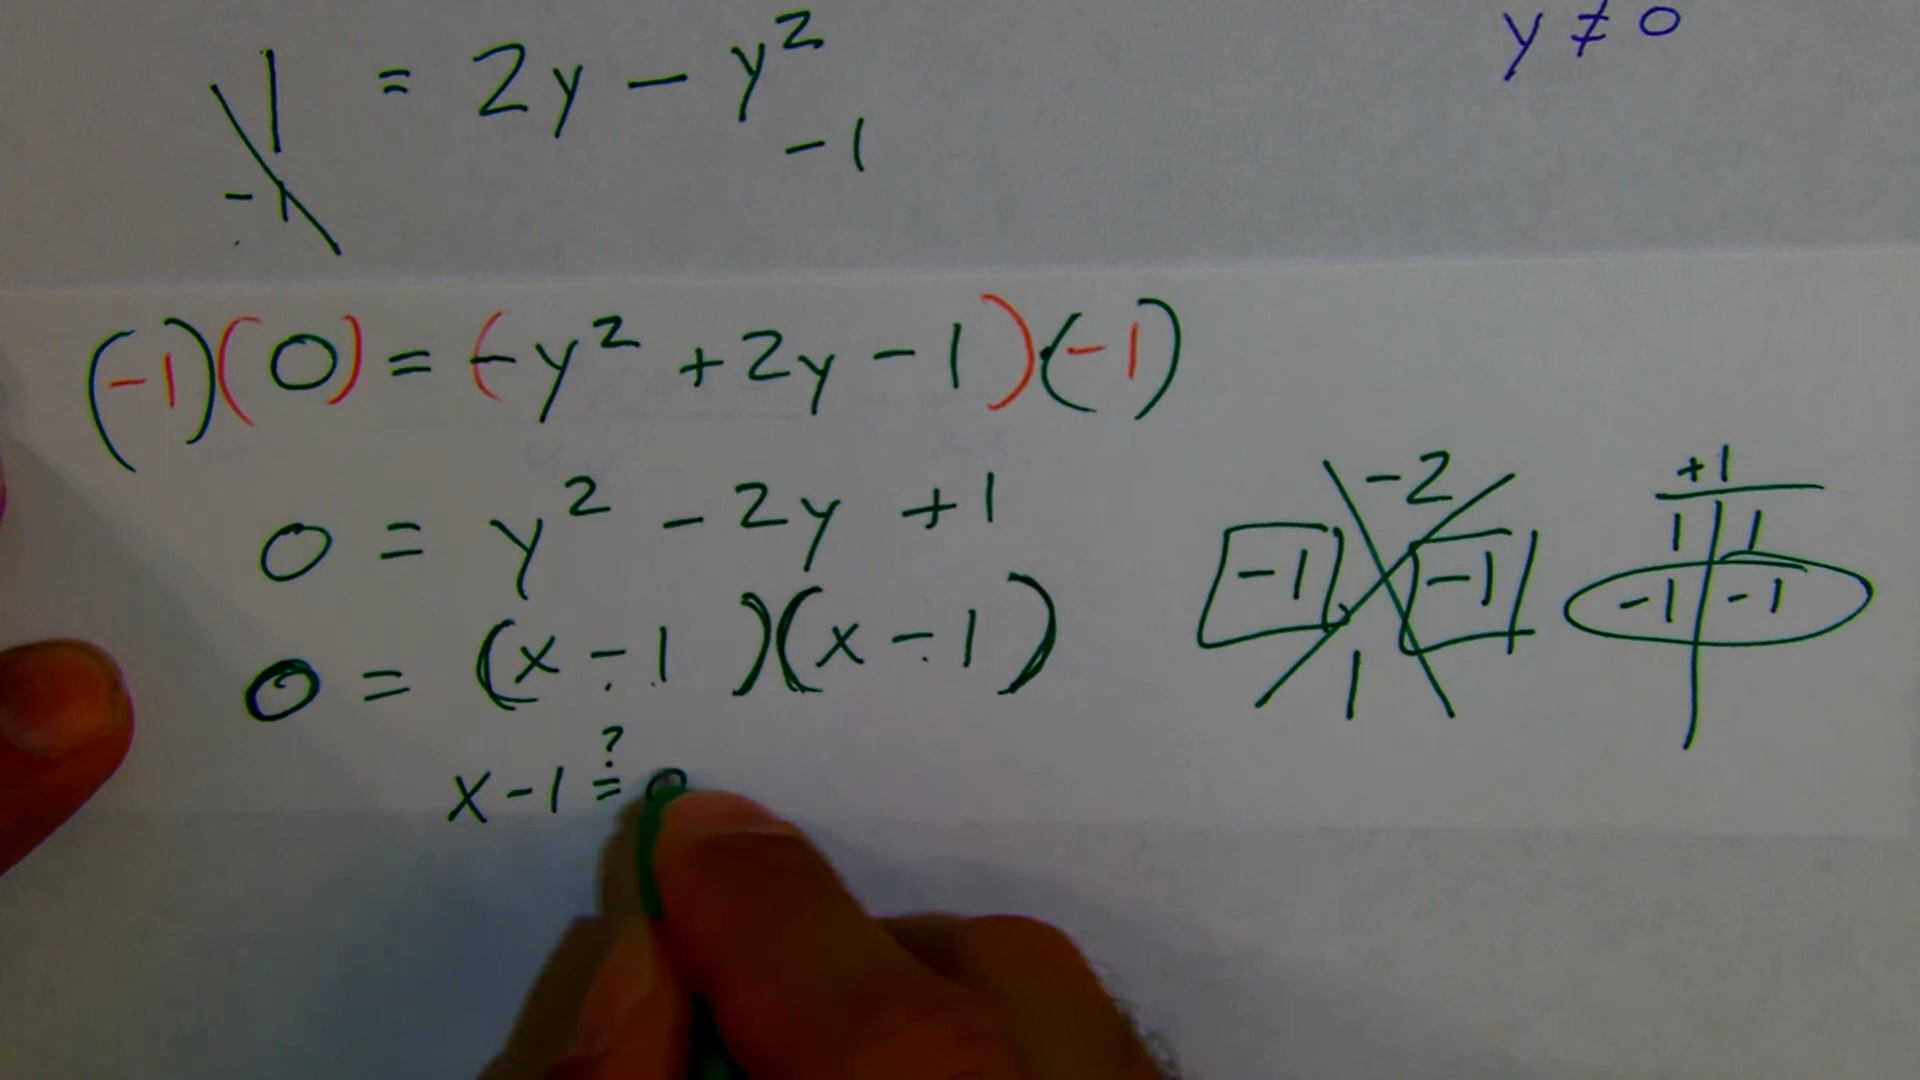 y ≠ 0
1 = 2y - y²
-1 -1
(-1)(0) = (-y² + 2y - 1)(-1)
0 = y² - 2y + 1
0 = (x - 1)(x - 1)
x - 1 ≟ 0
-2
-1 -1
1
+1
1 1
-1 -1